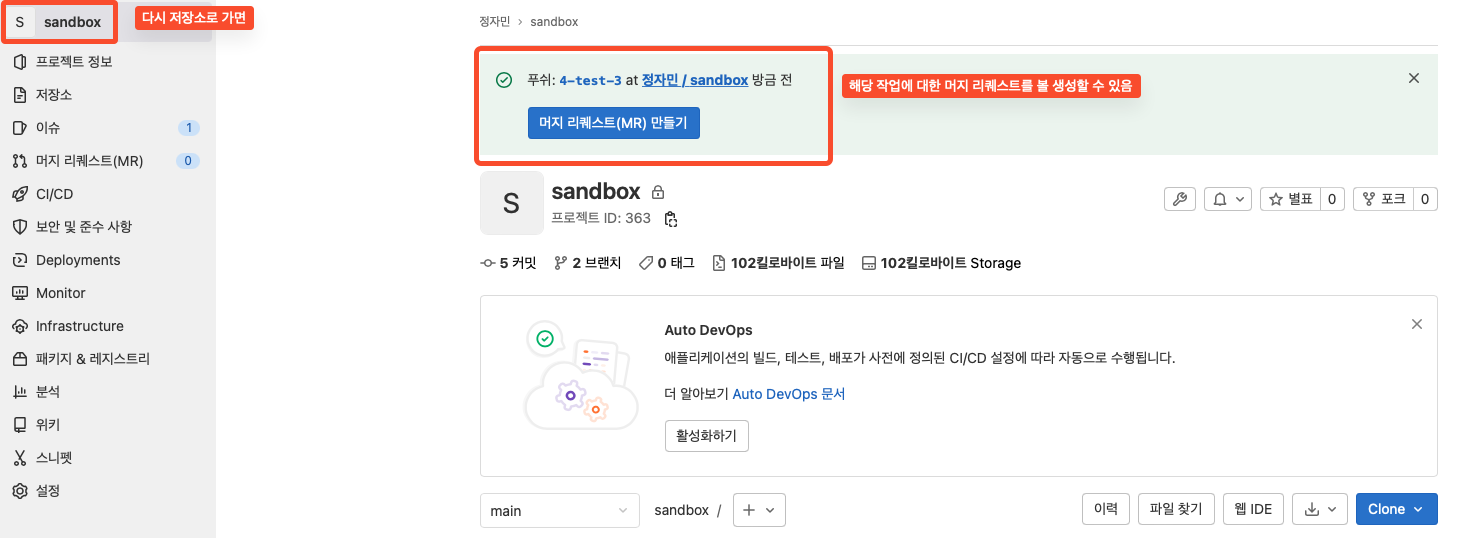 S sandbox
다시 저장소로 가면
프로젝트 정보
저장소
이슈 1
머지 리퀘스트(MR) 0
CI/CD
보안 및 준수 사항
Deployments
Monitor
Infrastructure
패키지 & 레지스트리
분석
위키
스니펫
설정
정자민 > sandbox
푸쉬: 4-test-3 at 정자민 / sandbox 방금 전
머지 리퀘스트(MR) 만들기
해당 작업에 대한 머지 리퀘스트를 볼 생성할 수 있음
S
sandbox
프로젝트 ID: 363
별표 0
포크 0
5 커밋 2 브랜치 0 태그 102킬로바이트 파일 102킬로바이트 Storage
Auto DevOps
애플리케이션의 빌드, 테스트, 배포가 사전에 정의된 CI/CD 설정에 따라 자동으로 수행됩니다.
더 알아보기 Auto DevOps 문서
활성화하기
main
sandbox /
이력
파일 찾기
웹 IDE
Clone